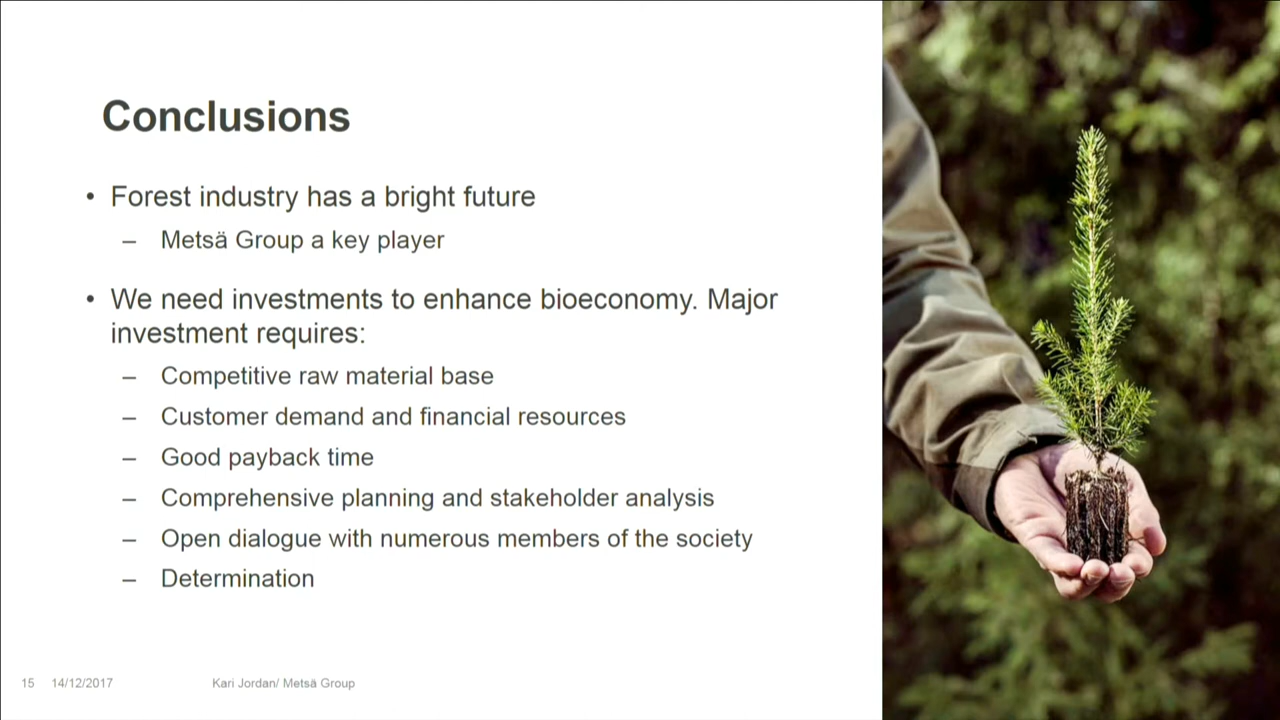 Conclusions
• Forest industry has a bright future
– Metsä Group a key player
• We need investments to enhance bioeconomy. Major
investment requires:
– Competitive raw material base
– Customer demand and financial resources
– Good payback time
– Comprehensive planning and stakeholder analysis
– Open dialogue with numerous members of the society
– Determination
15 14/12/2017 Kari Jordan/ Metsä Group